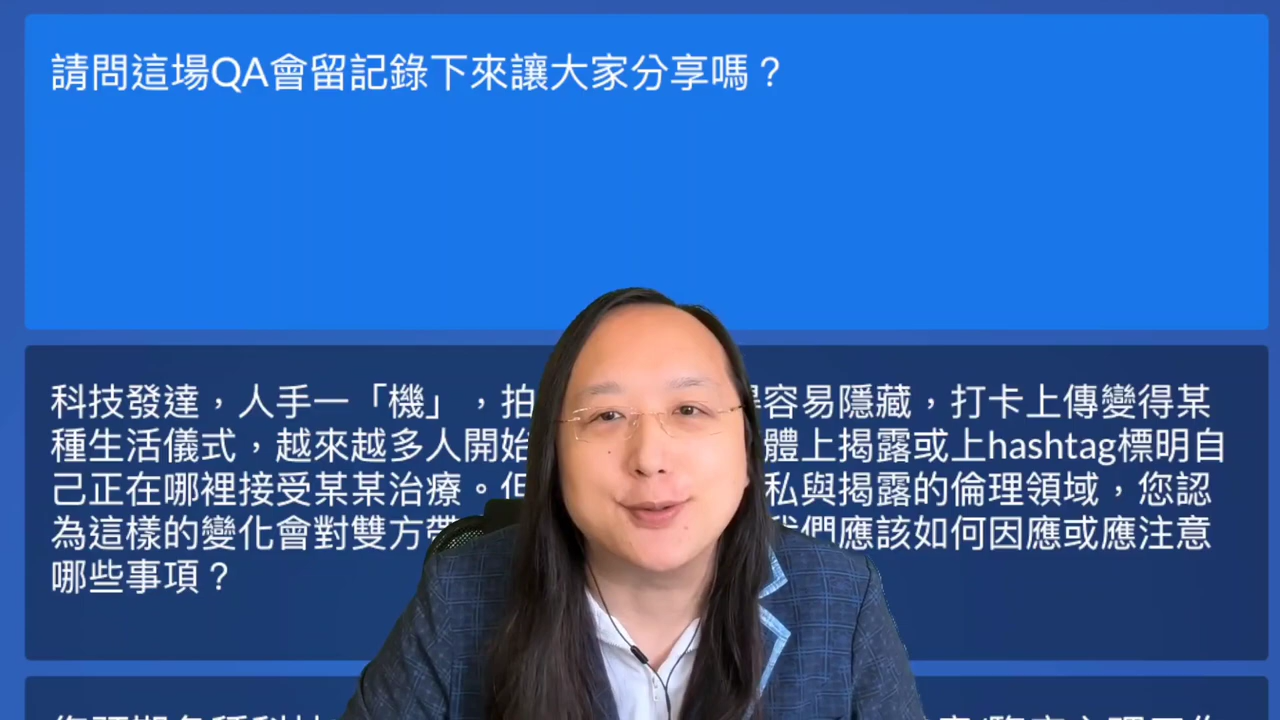 請問這場QA會留記錄下來讓大家分享嗎？
科技發達，人手一「機」，拍 容易隱藏，打卡上傳變得某
種生活儀式，越來越多人開始 體上揭露或上hashtag標明自
己正在哪裡接受某某治療。但 私與揭露的倫理領域，您認
為這樣的變化會對雙方帶 我們應該如何因應或應注意
哪些事項？